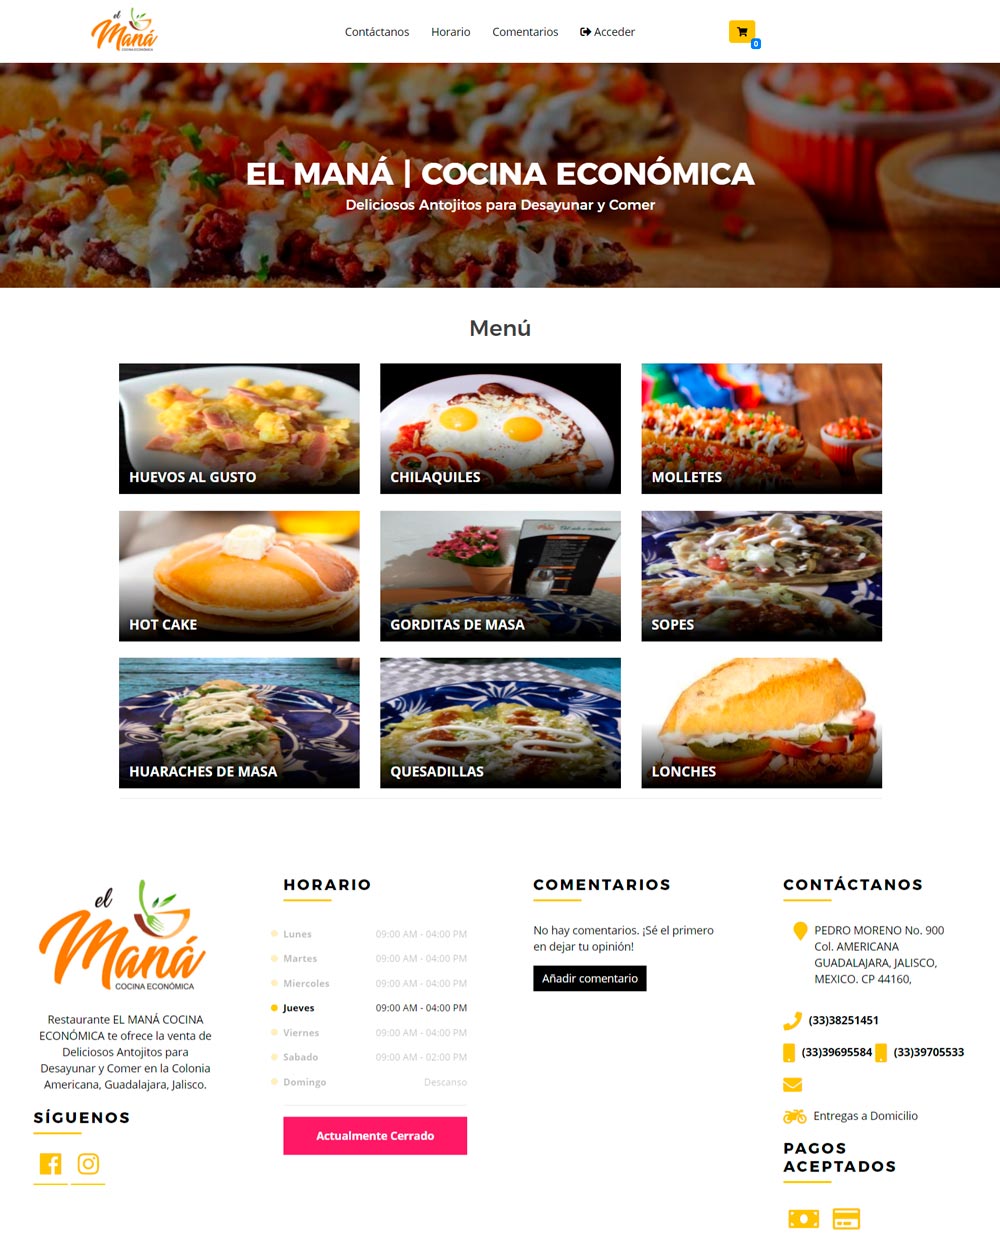 el
Maná
COCINA ECONÓMICA
Contáctanos
Horario
Comentarios
Acceder
0
EL MANÁ | COCINA ECONÓMICA
Deliciosos Antojitos para Desayunar y Comer
Menú
HUEVOS AL GUSTO
CHILAQUILES
MOLLETES
HOT CAKE
GORDITAS DE MASA
SOPES
HUARACHES DE MASA
QUESADILLAS
LONCHES
el
Maná
COCINA ECONÓMICA
Restaurante EL MANÁ COCINA
ECONÓMICA te ofrece la venta de
Deliciosos Antojitos para
Desayunar y Comer en la Colonia
Americana, Guadalajara, Jalisco.
SÍGUENOS
HORARIO
Lunes 09:00 AM - 04:00 PM
Martes 09:00 AM - 04:00 PM
Miercoles 09:00 AM - 04:00 PM
Jueves 09:00 AM - 04:00 PM
Viernes 09:00 AM - 04:00 PM
Sabado 09:00 AM - 02:00 PM
Domingo Descanso
Actualmente Cerrado
COMENTARIOS
No hay comentarios. ¡Sé el primero
en dejar tu opinión!
Añadir comentario
CONTÁCTANOS
PEDRO MORENO No. 900
Col. AMERICANA
GUADALAJARA, JALISCO,
MEXICO. CP 44160,
(33)38251451
(33)39695584 (33)39705533
Entregas a Domicilio
PAGOS
ACEPTADOS